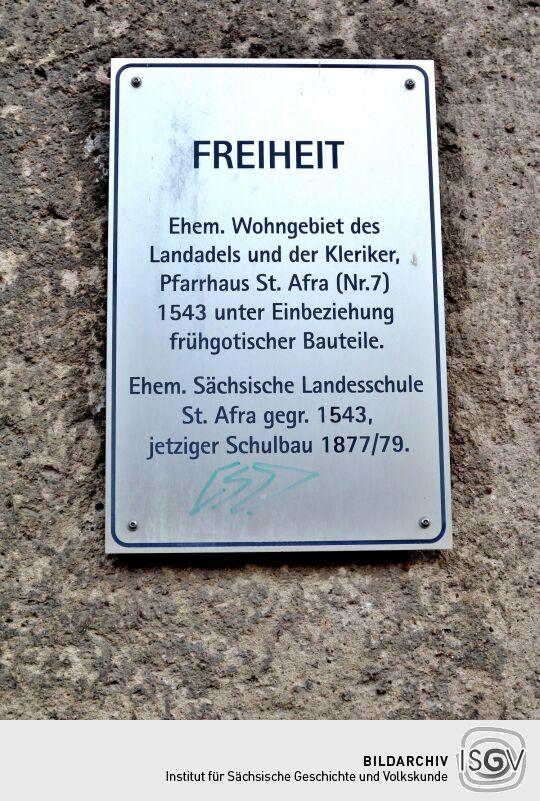 FREIHEIT
Ehem. Wohngebiet des
Landadels und der Kleriker,
Pfarrhaus St. Afra (Nr.7)
1543 unter Einbeziehung
frühgotischer Bauteile.
Ehem. Sächsische Landesschule
St. Afra gegr. 1543,
jetziger Schulbau 1877/79.
BILDARCHIV
Institut für Sächsische Geschichte und Volkskunde
ISGV